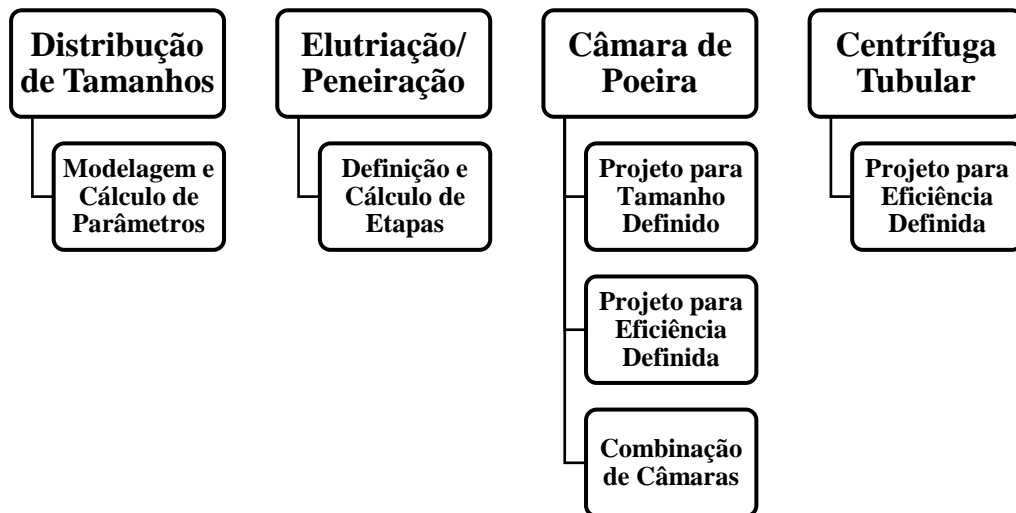 Distribução
de Tamanhos
Modelagem e
Cálculo de
Parâmetros
Elutriação/
Peneiração
Definição e
Cálculo de
Etapas
Câmara de
Poeira
Projeto para
Tamanho
Definido
Projeto para
Eficiência
Definida
Combinação
de Câmaras
Centrífuga
Tubular
Projeto para
Eficiência
Definida